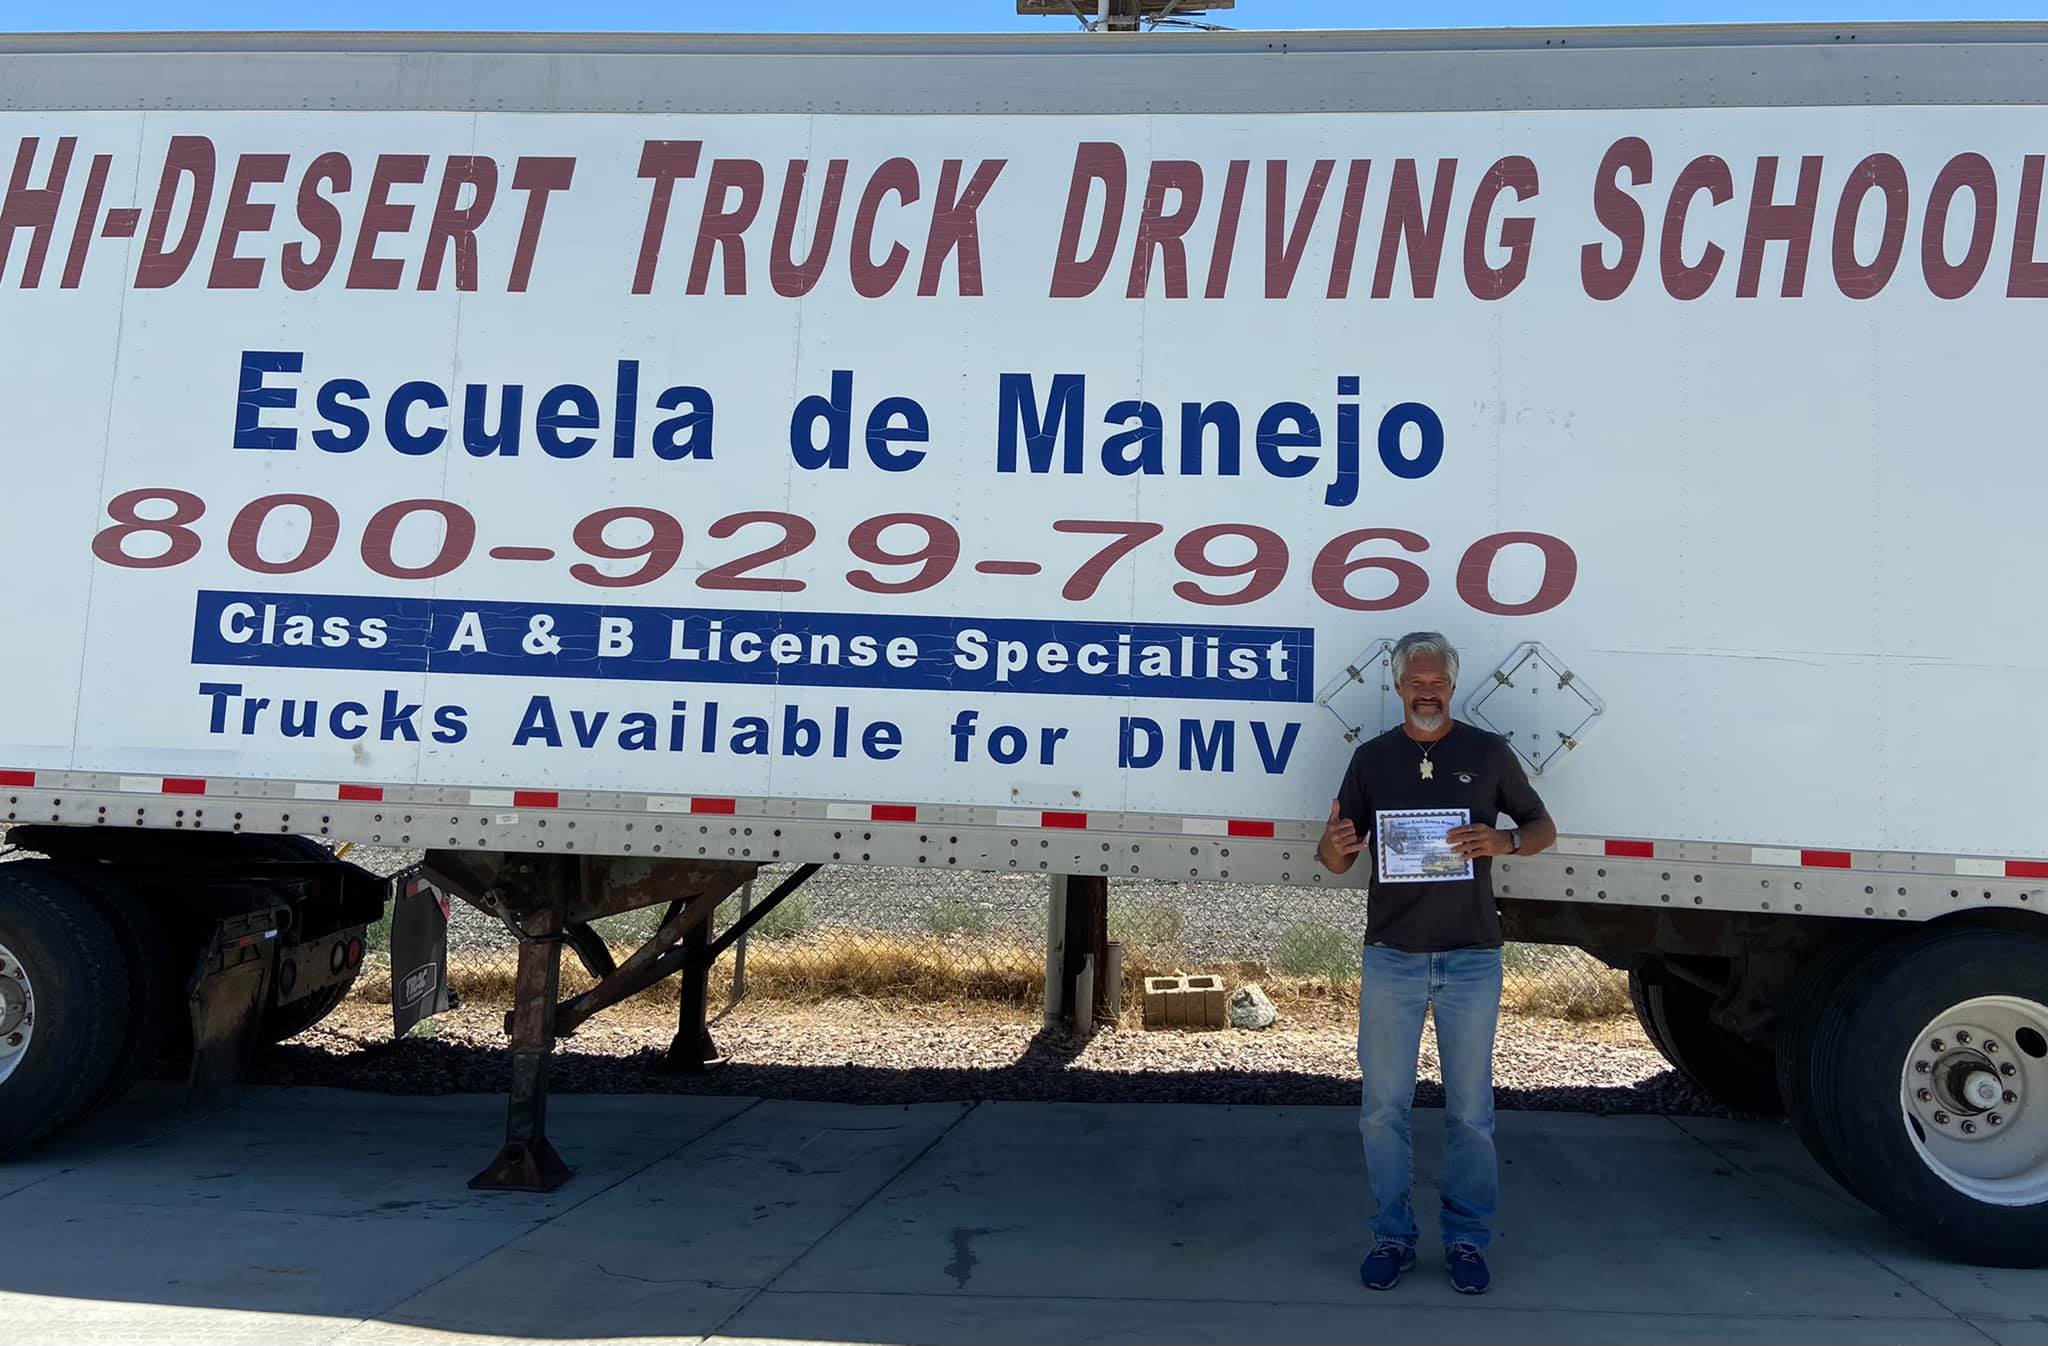 HI-DESERT TRUCK DRIVING SCHOOL
Escuela de Manejo
800-929-7960
Class A & B License Specialist
Trucks Available for DMV